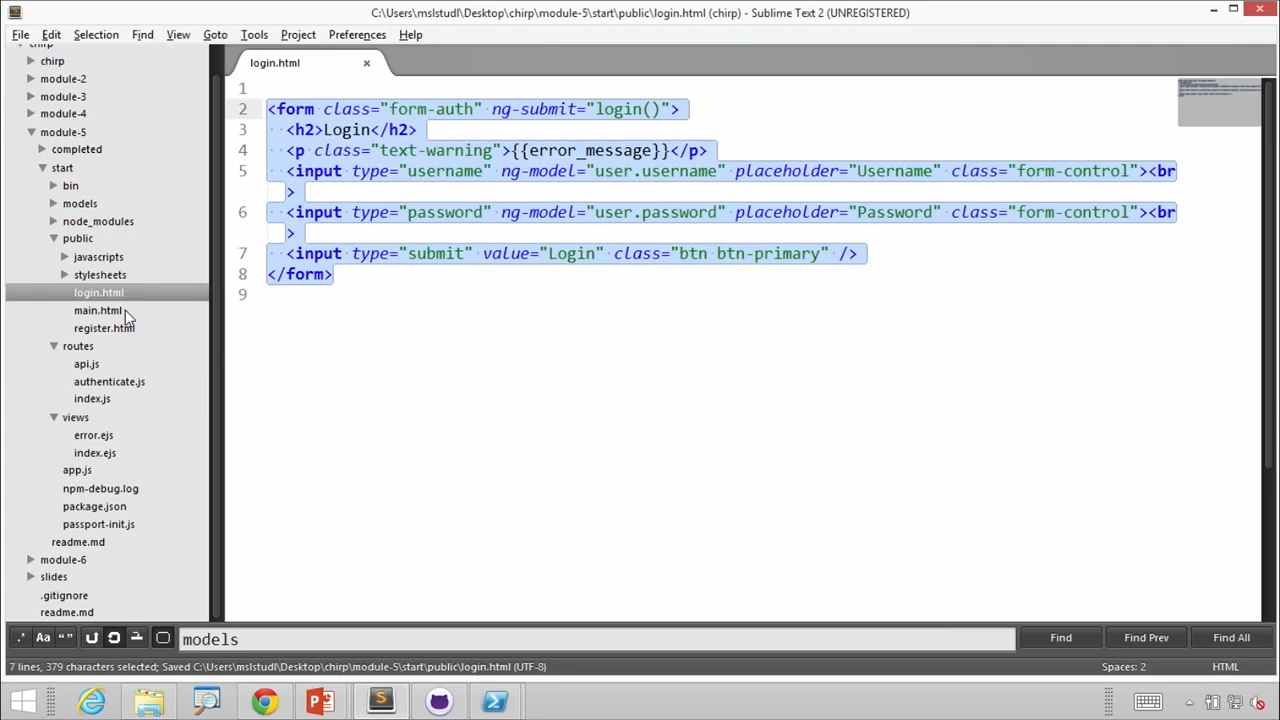 C:\Users\mslstudl\Desktop\chirp\module-5\start\public\login.html (chirp) - Sublime Text 2 (UNREGISTERED)
File Edit Selection Find View Goto Tools Project Preferences Help
chirp
chirp
module-2
module-3
module-4
module-5
completed
start
bin
models
node_modules
public
javascripts
stylesheets
login.html
main.html
register.html
routes
api.js
authenticate.js
index.js
views
error.ejs
index.ejs
app.js
npm-debug.log
package.json
passport-init.js
readme.md
module-6
slides
.gitignore
readme.md
login.html
1
2 <form class="form-auth" ng-submit="login()">
3 <h2>Login</h2>
4 <p class="text-warning">{{error_message}}</p>
5 <input type="username" ng-model="user.username" placeholder="Username" class="form-control"><br
>
6 <input type="password" ng-model="user.password" placeholder="Password" class="form-control"><br
>
7 <input type="submit" value="Login" class="btn btn-primary" />
8 </form>
9
.* Aa “ ” models Find Find Prev Find All
7 lines, 379 characters selected; Saved C:\Users\mslstudl\Desktop\chirp\module-5\start\public\login.html (UTF-8) Spaces: 2 HTML